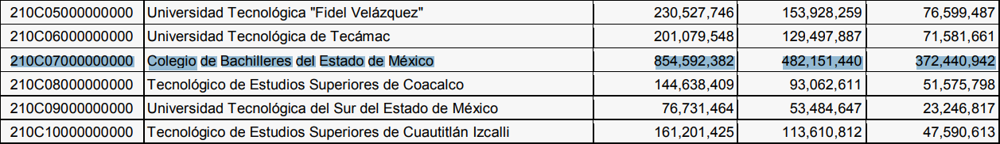 210C05000000000 Universidad Tecnológica "Fidel Velázquez" 230,527,746 153,928,259 76,599,487
210C06000000000 Universidad Tecnológica de Tecámac 201,079,548 129,497,887 71,581,661
210C07000000000 Colegio de Bachilleres del Estado de México 854,592,382 482,151,440 372,440,942
210C08000000000 Tecnológico de Estudios Superiores de Coacalco 144,638,409 93,062,611 51,575,798
210C09000000000 Universidad Tecnológica del Sur del Estado de México 76,731,464 53,484,647 23,246,817
210C10000000000 Tecnológico de Estudios Superiores de Cuautitlán Izcalli 161,201,425 113,610,812 47,590,613